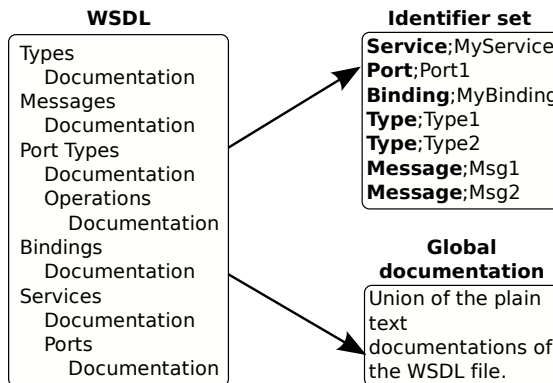 WSDL
Types
Documentation
Messages
Documentation
Port Types
Documentation
Operations
Documentation
Bindings
Documentation
Services
Documentation
Ports
Documentation
Identifier set
Service;MyService
Port;Port1
Binding;MyBinding
Type;Type1
Type;Type2
Message;Msg1
Message;Msg2
Global
documentation
Union of the plain
text
documentations of
the WSDL file.